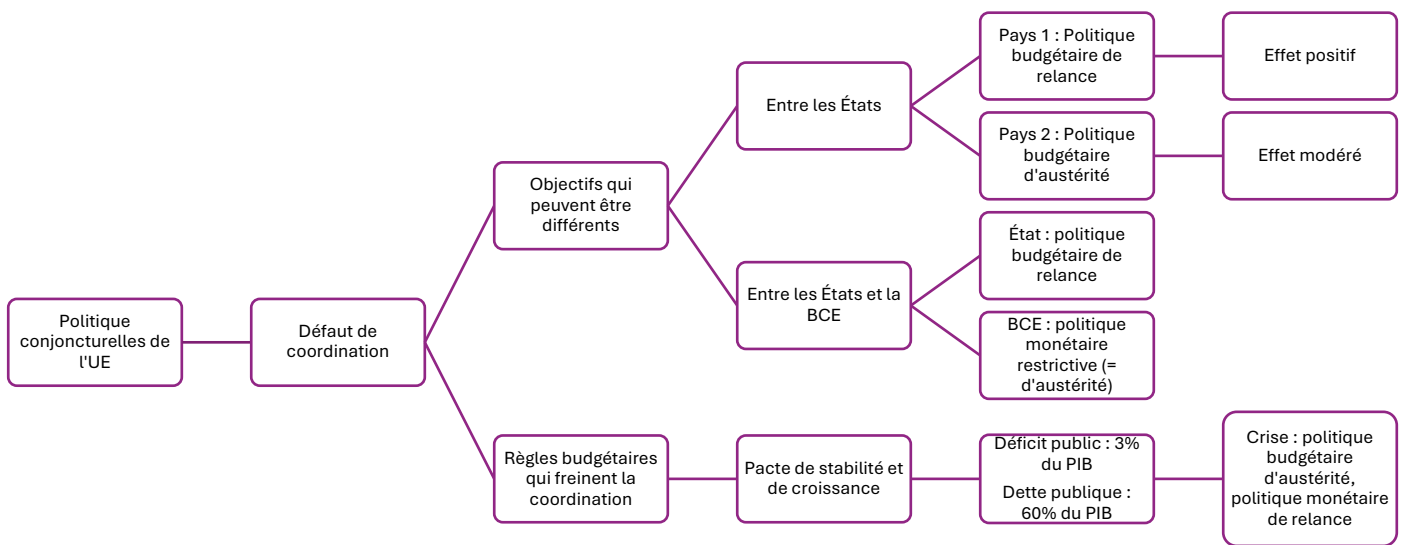 Politique
conjoncturelles de
l'UE
Défaut de
coordination
Objectifs qui
peuvent être
différents
Entre les États
Pays 1 : Politique
budgétaire de
relance
Effet positif
Pays 2 : Politique
budgétaire
d'austérité
Effet modéré
Entre les États et la
BCE
État : politique
budgétaire de
relance
BCE : politique
monétaire
restrictive (=
d'austérité)
Règles budgétaires
qui freinent la
coordination
Pacte de stabilité et
de croissance
Déficit public : 3%
du PIB
Dette publique :
60% du PIB
Crise : politique
budgétaire
d'austérité,
politique monétaire
de relance